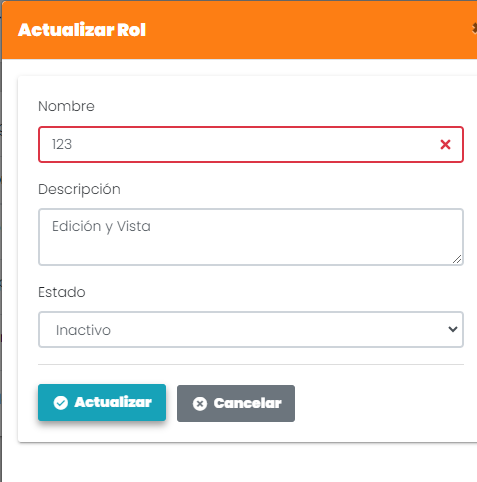 Actualizar Rol
Nombre
123
Descripción
Edición y Vista
Estado
Inactivo
Actualizar
Cancelar